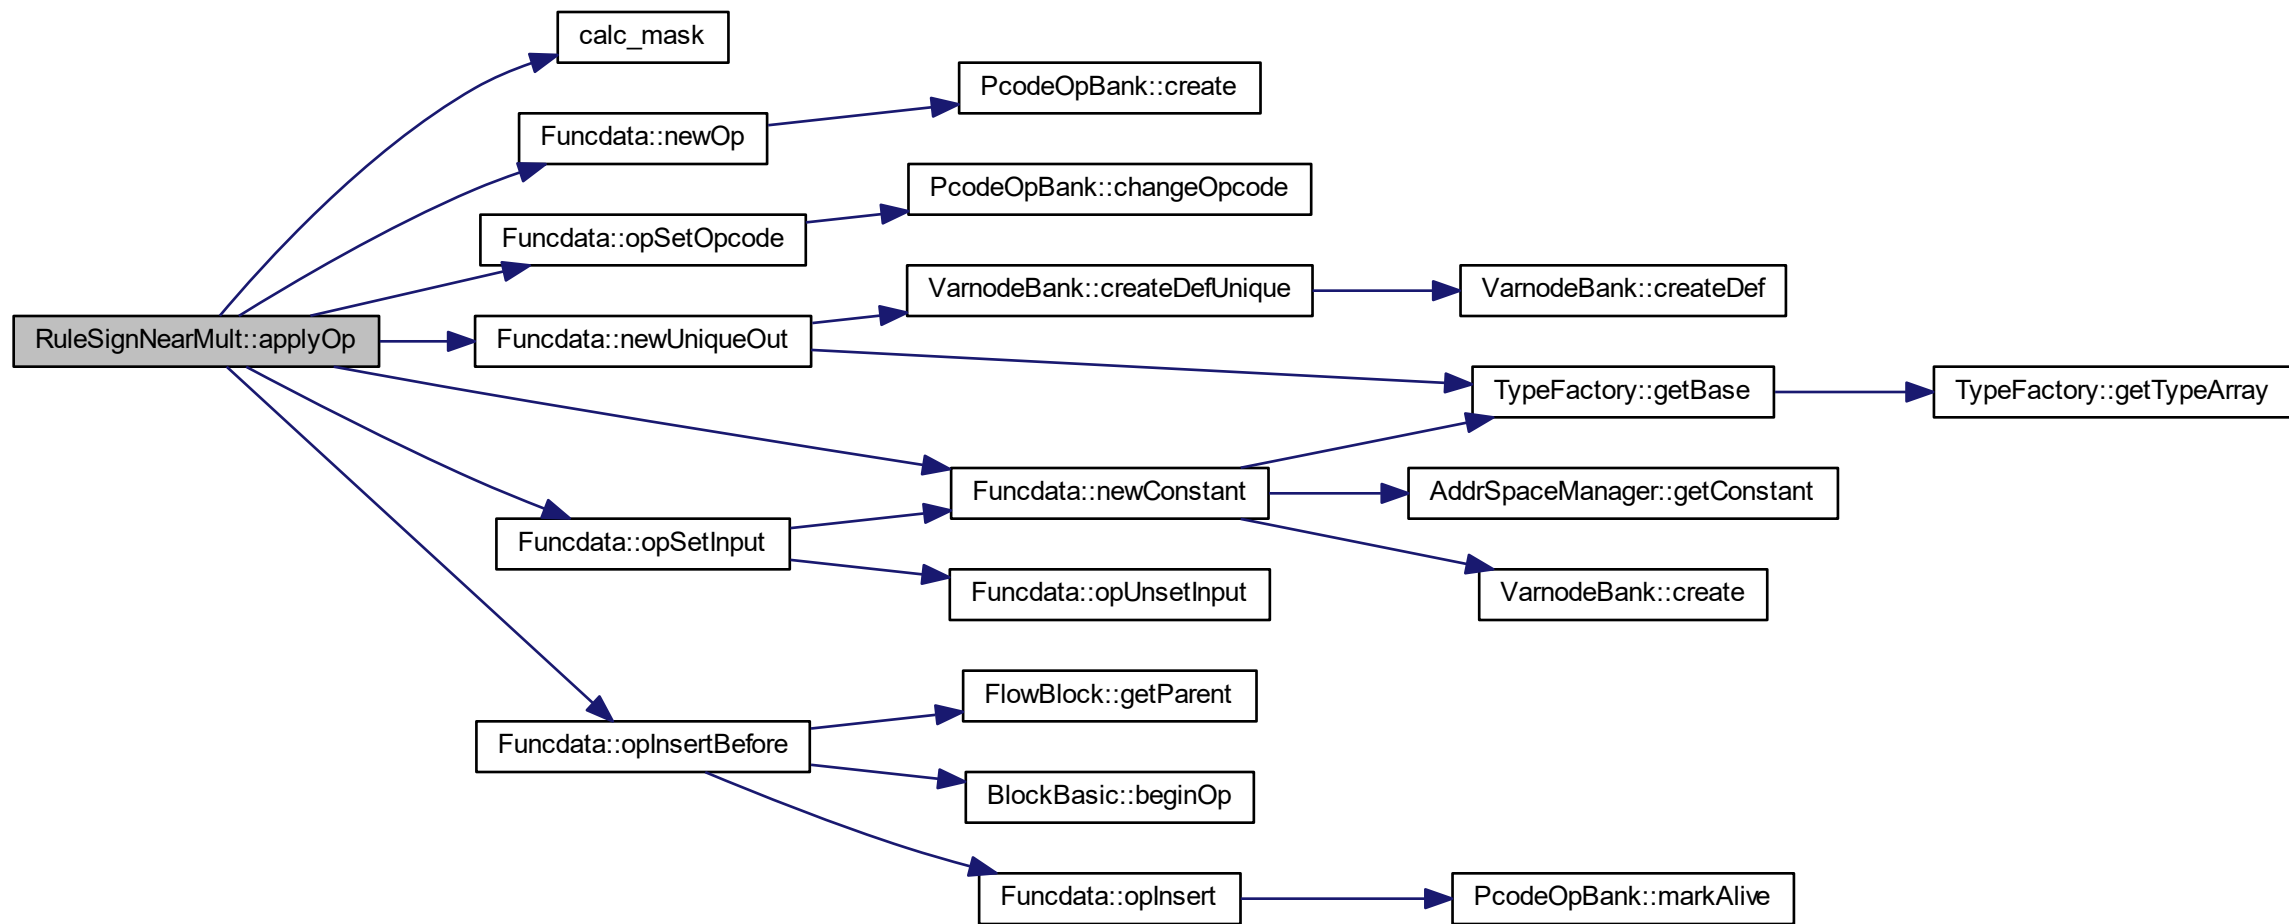 calc_mask
PcodeOpBank::create
Funcdata::newOp
PcodeOpBank::changeOpcode
Funcdata::opSetOpcode
VarnodeBank::createDefUnique
VarnodeBank::createDef
RuleSignNearMult::applyOp
Funcdata::newUniqueOut
TypeFactory::getBase
TypeFactory::getTypeArray
Funcdata::newConstant
AddrSpaceManager::getConstant
Funcdata::opSetInput
Funcdata::opUnsetInput
VarnodeBank::create
FlowBlock::getParent
Funcdata::opInsertBefore
BlockBasic::beginOp
Funcdata::opInsert
PcodeOpBank::markAlive